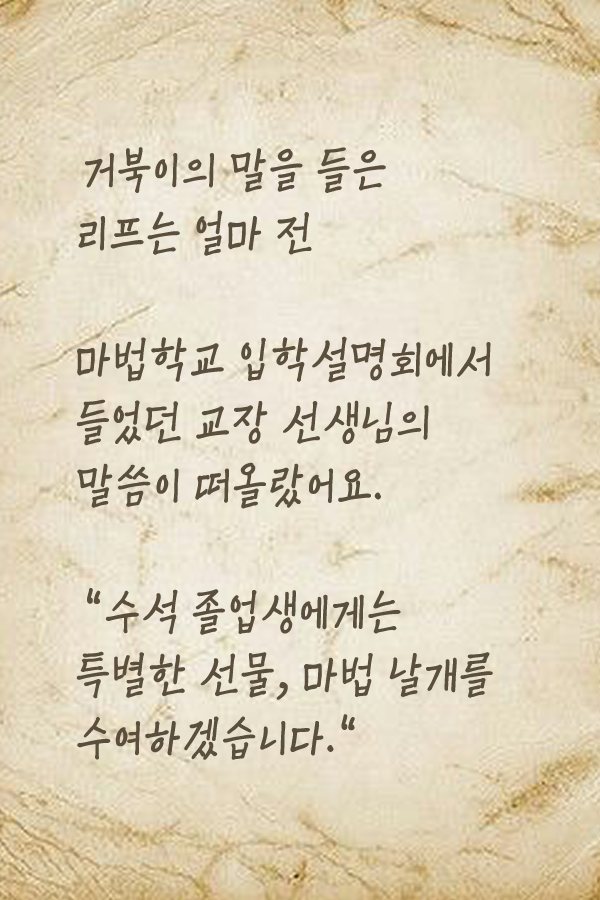 거북이의 말을 들은
리프는 얼마 전
마법학교 입학설명회에서
들었던 교장 선생님의
말씀이 떠올랐어요.
“수석 졸업생에게는
특별한 선물, 마법 날개를
수여하겠습니다.“